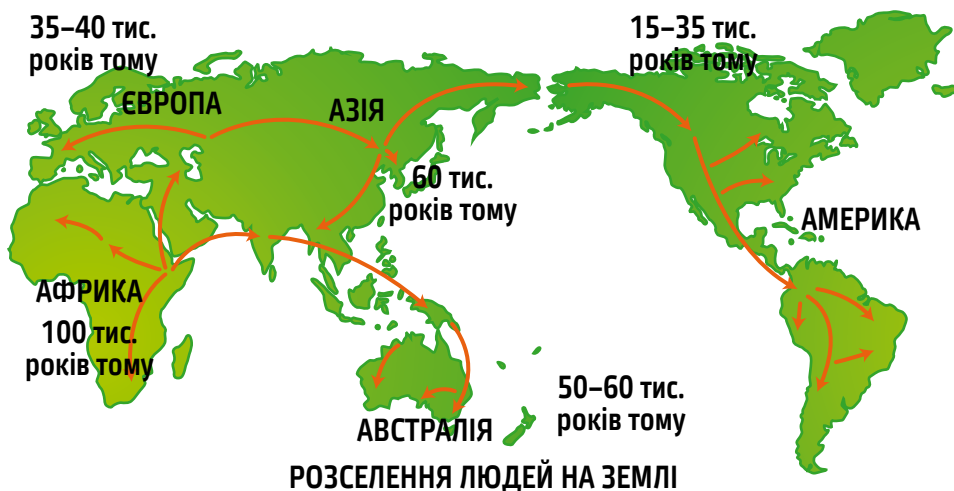 35–40 тис.
років тому
15–35 тис.
років тому
ЄВРОПА
АЗІЯ
60 тис.
років тому
АМЕРИКА
АФРИКА
100 тис.
років тому
50–60 тис.
років тому
АВСТРАЛІЯ
РОЗСЕЛЕННЯ ЛЮДЕЙ НА ЗЕМЛІ